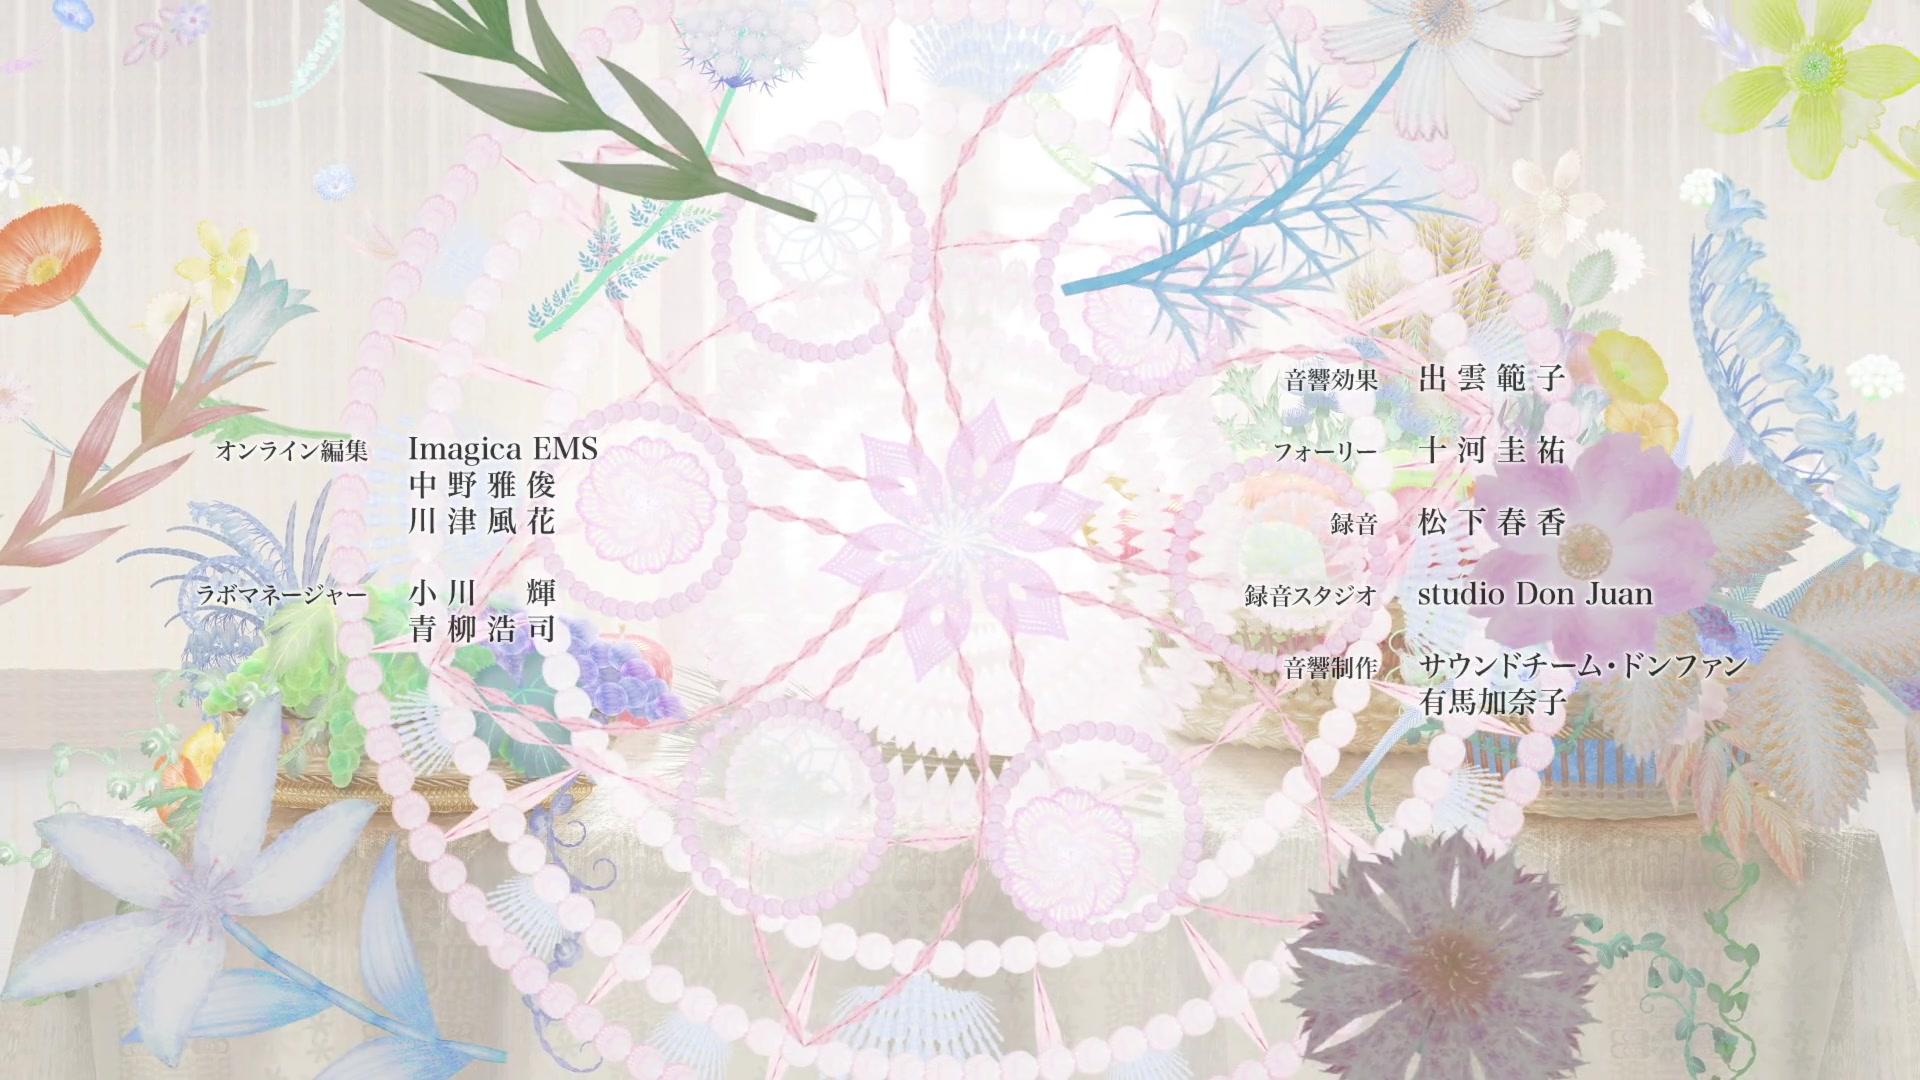 オンライン編集 Imagica EMS
中野雅俊
川津風花
ラボマネージャー 小川 輝
青柳浩司
音響効果 出雲範子
フォーリー 十河圭祐
録音 松下春香
録音スタジオ studio Don Juan
音響制作 サウンドチーム・ドンファン
有馬加奈子